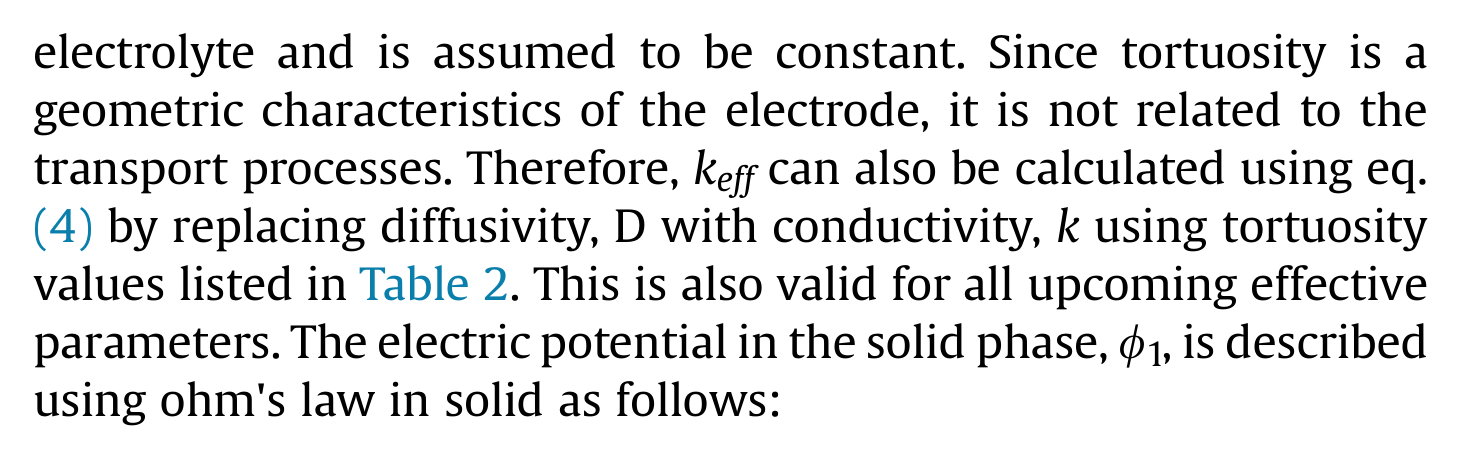 electrolyte and is assumed to be constant. Since tortuosity is a
geometric characteristics of the electrode, it is not related to the
transport processes. Therefore, k_eff can also be calculated using eq.
(4) by replacing diffusivity, D with conductivity, k using tortuosity
values listed in Table 2. This is also valid for all upcoming effective
parameters. The electric potential in the solid phase, ϕ₁, is described
using ohm's law in solid as follows: